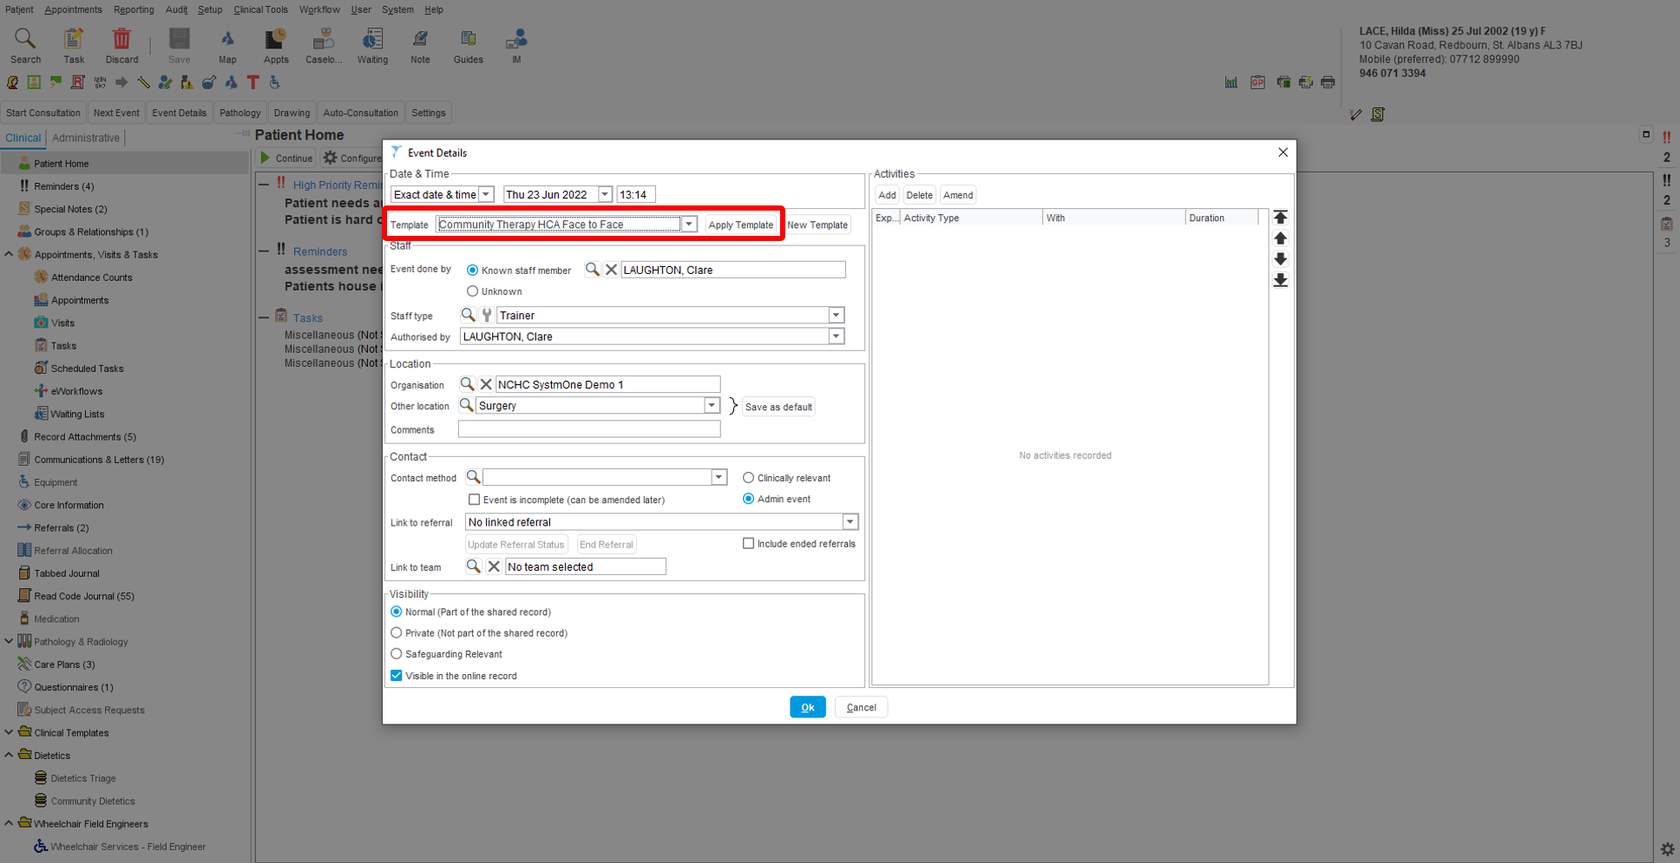 Patient Appointments Reporting Audit Setup Clinical Tools Workflow User System Help
Search Task Discard Save Map Appts Caselo... Waiting Note Guides IM
LACE, Hilda (Miss) 25 Jul 2002 (19 y) F
10 Cavan Road, Redbourn, St. Albans AL3 7BJ
Mobile (preferred): 07712 899990
946 071 3394
Start Consultation Next Event Event Details Pathology Drawing Auto-Consultation Settings
Clinical Administrative
Patient Home
Reminders (4)
Special Notes (2)
Groups & Relationships (1)
Appointments, Visits & Tasks
Attendance Counts
Appointments
Visits
Tasks
Scheduled Tasks
eWorkflows
Waiting Lists
Record Attachments (5)
Communications & Letters (19)
Equipment
Core Information
Referrals (2)
Referral Allocation
Tabbed Journal
Read Code Journal (55)
Medication
Pathology & Radiology
Care Plans (3)
Questionnaires (1)
Subject Access Requests
Clinical Templates
Dietetics
Dietetics Triage
Community Dietetics
Wheelchair Field Engineers
Wheelchair Services - Field Engineer
Patient Home
Continue Configure
High Priority Remin
Patient needs a
Patient is hard o
Reminders
assessment nee
Patients house i
Tasks
Miscellaneous (Not
Miscellaneous (Not
Miscellaneous (Not
Event Details
Date & Time
Exact date & time Thu 23 Jun 2022 13:14
Template Community Therapy HCA Face to Face Apply Template New Template
Staff
Event done by Known staff member LAUGHTON, Clare
Unknown
Staff type Trainer
Authorised by LAUGHTON, Clare
Location
Organisation NCHC SystmOne Demo 1
Other location Surgery } Save as default
Comments
Contact
Contact method Clinically relevant
Event is incomplete (can be amended later) Admin event
Link to referral No linked referral
Update Referral Status End Referral Include ended referrals
Link to team No team selected
Visibility
Normal (Part of the shared record)
Private (Not part of the shared record)
Safeguarding Relevant
Visible in the online record
Activities
Add Delete Amend
Exp... Activity Type With Duration
No activities recorded
Ok Cancel
!!
2
!!
2
3